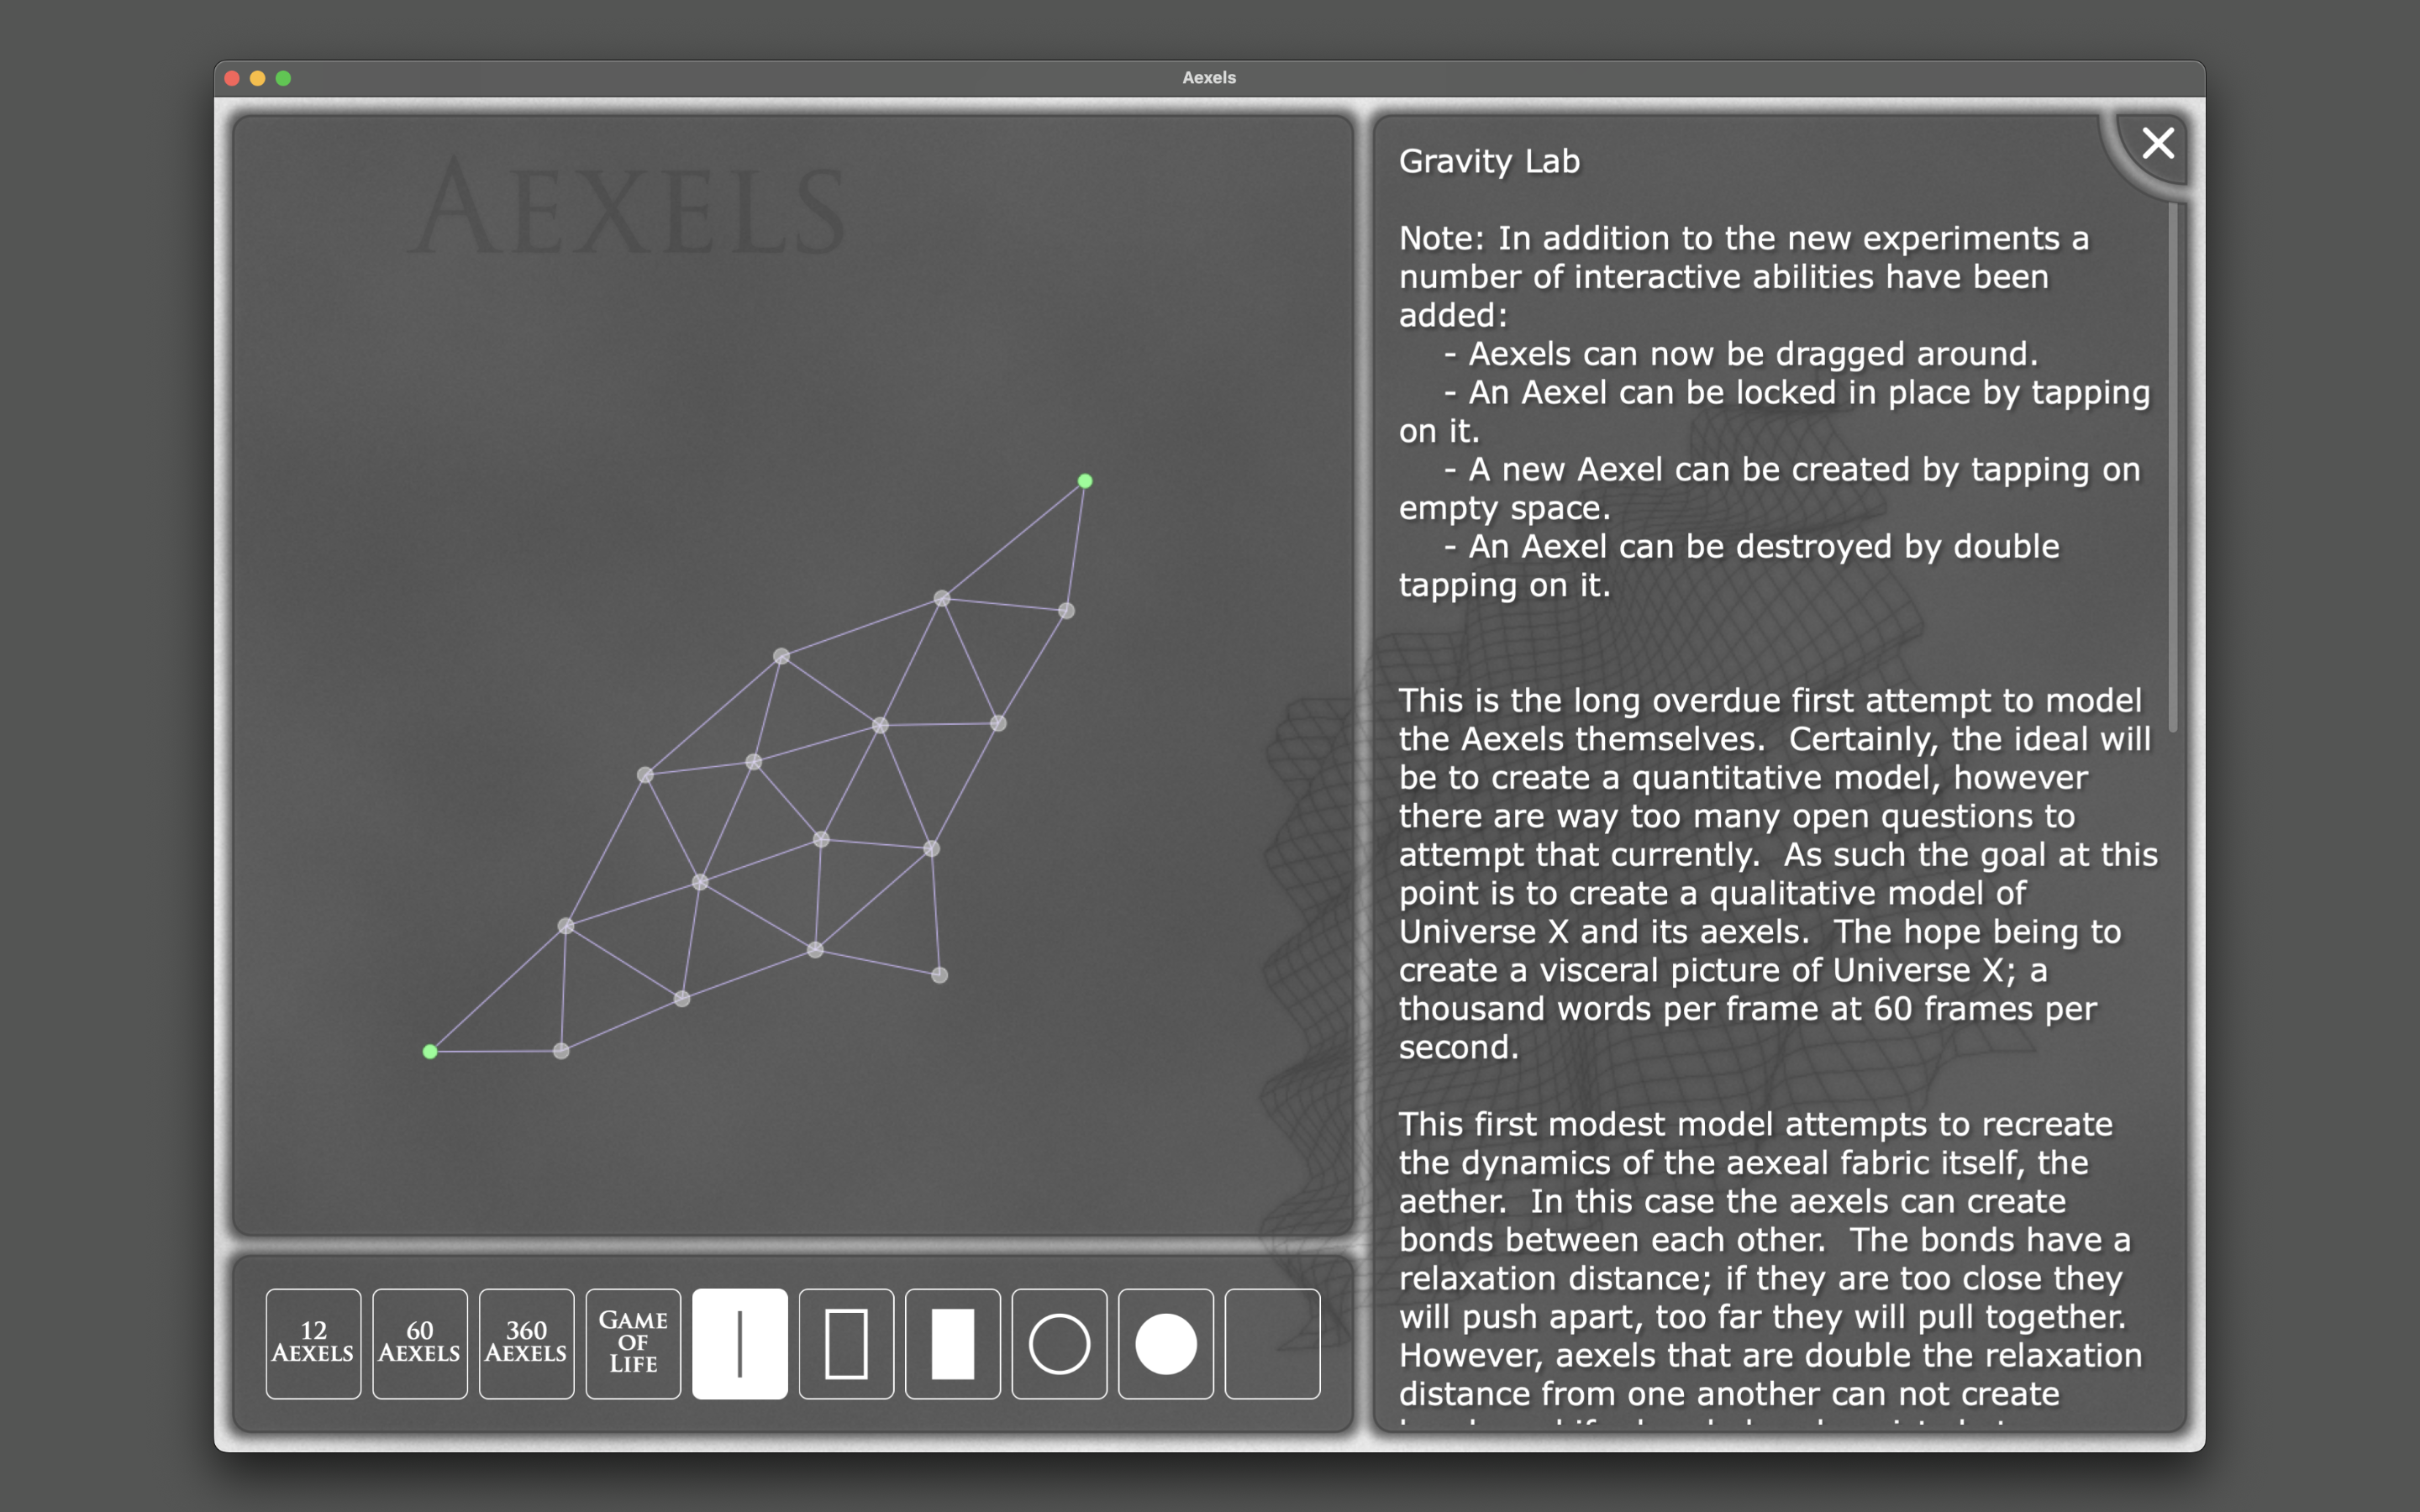 Aexels
AEXELS
Gravity Lab
Note: In addition to the new experiments a
number of interactive abilities have been
added:
- Aexels can now be dragged around.
- An Aexel can be locked in place by tapping
on it.
- A new Aexel can be created by tapping on
empty space.
- An Aexel can be destroyed by double
tapping on it.
This is the long overdue first attempt to model
the Aexels themselves.  Certainly, the ideal will
be to create a quantitative model, however
there are way too many open questions to
attempt that currently.  As such the goal at this
point is to create a qualitative model of
Universe X and its aexels.  The hope being to
create a visceral picture of Universe X; a
thousand words per frame at 60 frames per
second.
This first modest model attempts to recreate
the dynamics of the aexeal fabric itself, the
aether.  In this case the aexels can create
bonds between each other.  The bonds have a
relaxation distance; if they are too close they
will push apart, too far they will pull together.
However, aexels that are double the relaxation
distance from one another can not create
12
AEXELS
60
AEXELS
360
AEXELS
GAME
OF
LIFE